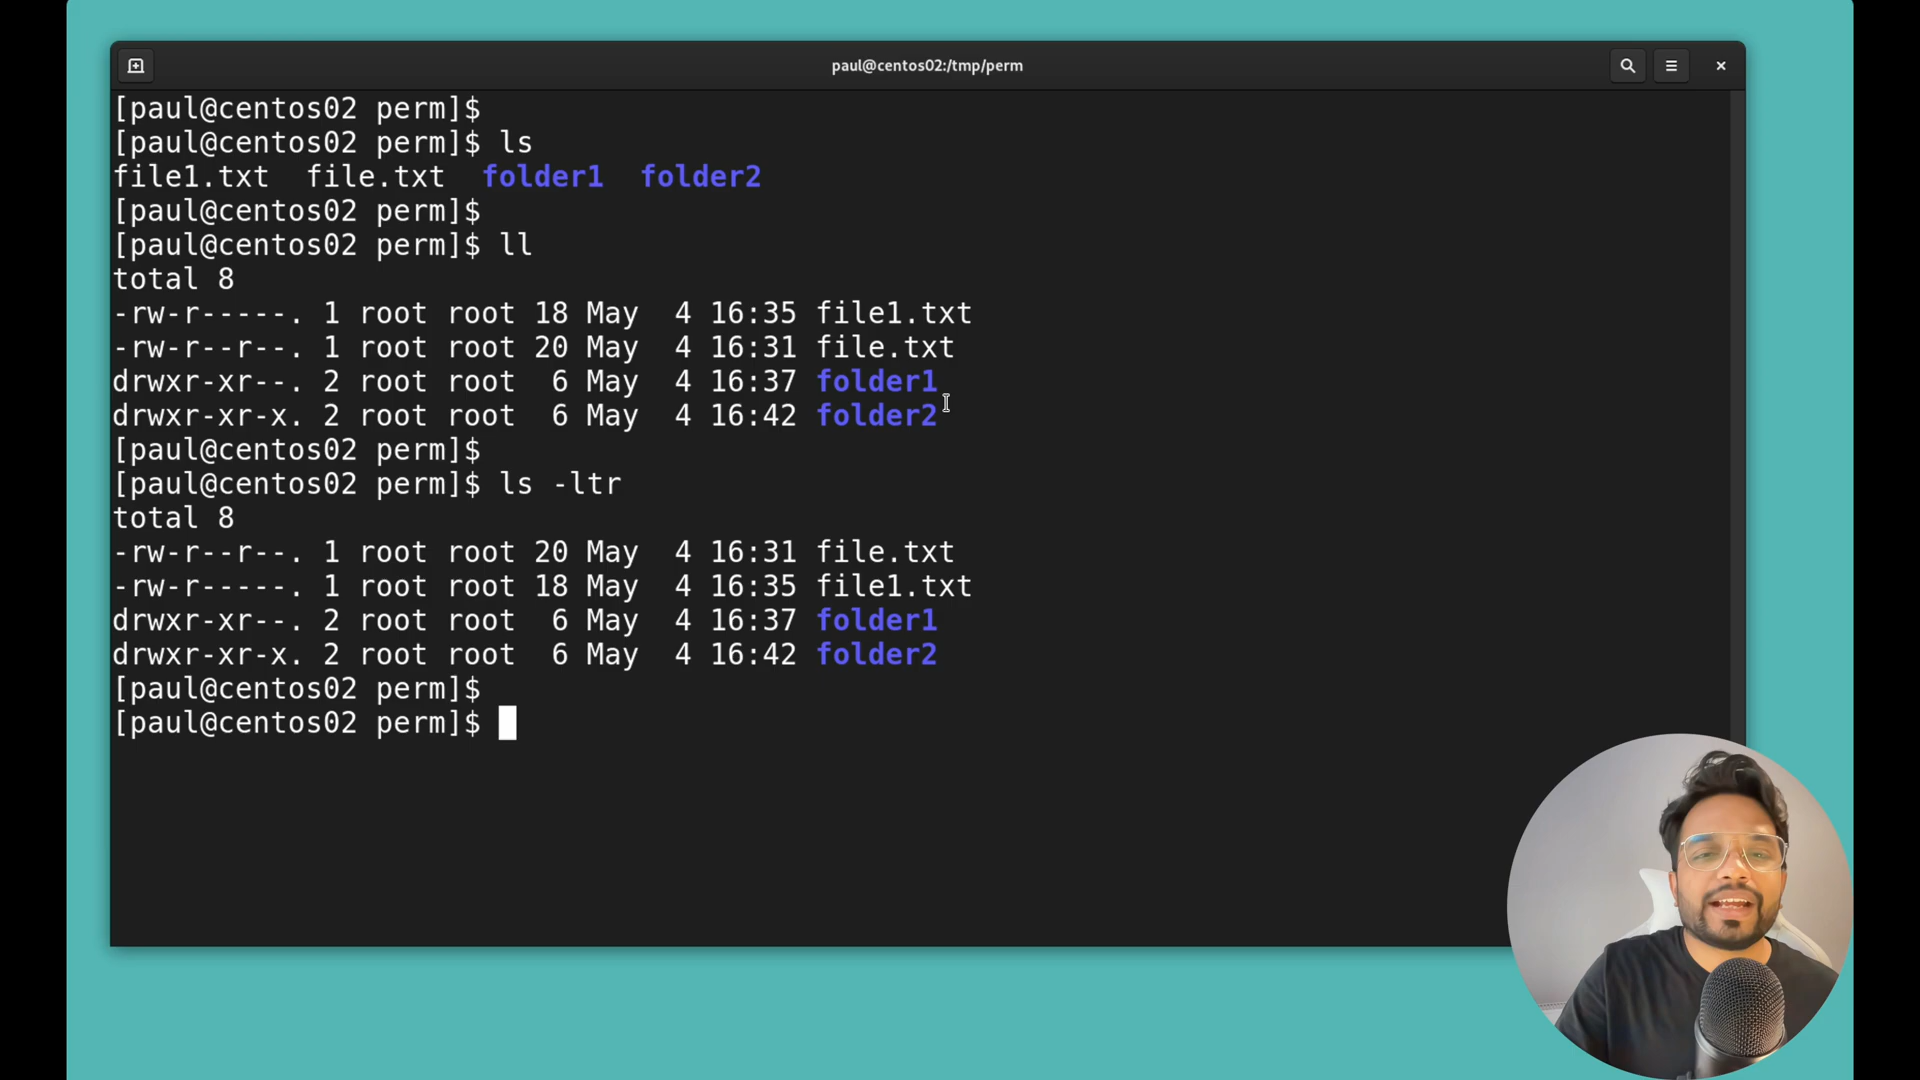 paul@centos02:/tmp/perm
[paul@centos02 perm]$
[paul@centos02 perm]$ ls
file1.txt  file.txt  folder1  folder2
[paul@centos02 perm]$
[paul@centos02 perm]$ ll
total 8
-rw-r-----. 1 root root 18 May  4 16:35 file1.txt
-rw-r--r--. 1 root root 20 May  4 16:31 file.txt
drwxr-xr--. 2 root root  6 May  4 16:37 folder1
drwxr-xr-x. 2 root root  6 May  4 16:42 folder2
[paul@centos02 perm]$
[paul@centos02 perm]$ ls -ltr
total 8
-rw-r--r--. 1 root root 20 May  4 16:31 file.txt
-rw-r-----. 1 root root 18 May  4 16:35 file1.txt
drwxr-xr--. 2 root root  6 May  4 16:37 folder1
drwxr-xr-x. 2 root root  6 May  4 16:42 folder2
[paul@centos02 perm]$
[paul@centos02 perm]$